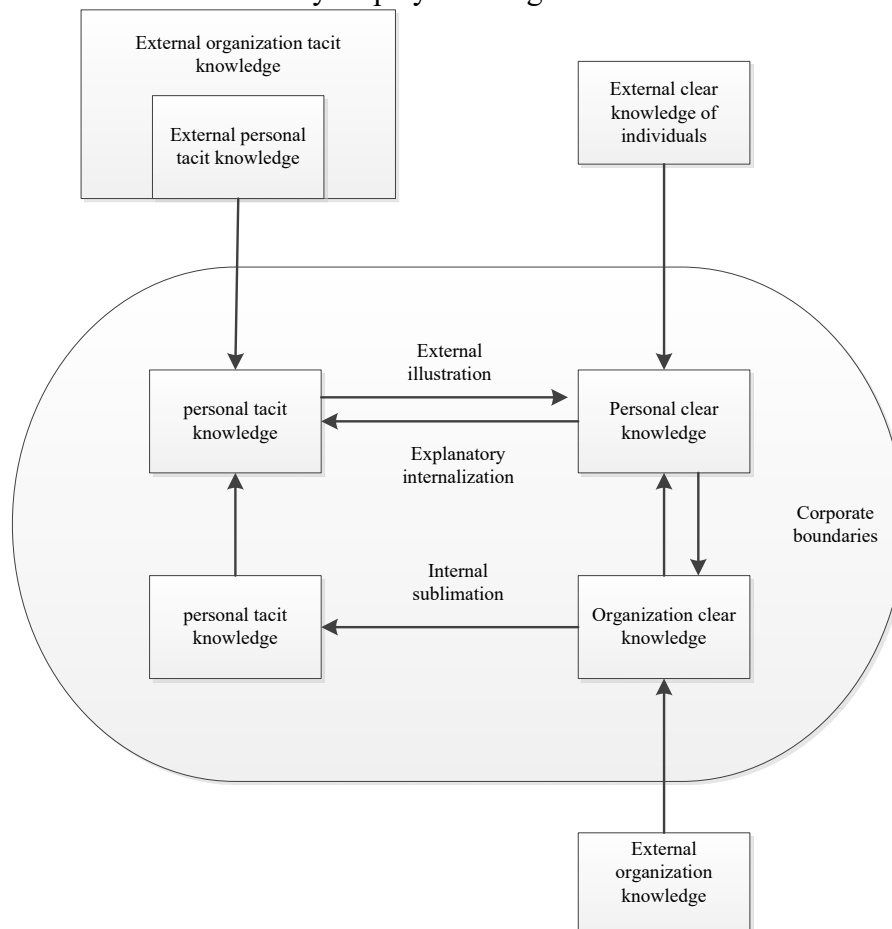 External organization tacit
knowledge
External personal
tacit knowledge
External clear
knowledge of
individuals
External
illustration
personal tacit
knowledge
Personal clear
knowledge
Explanatory
internalization
Corporate
boundaries
Internal
sublimation
personal tacit
knowledge
Organization clear
knowledge
External
organization
knowledge